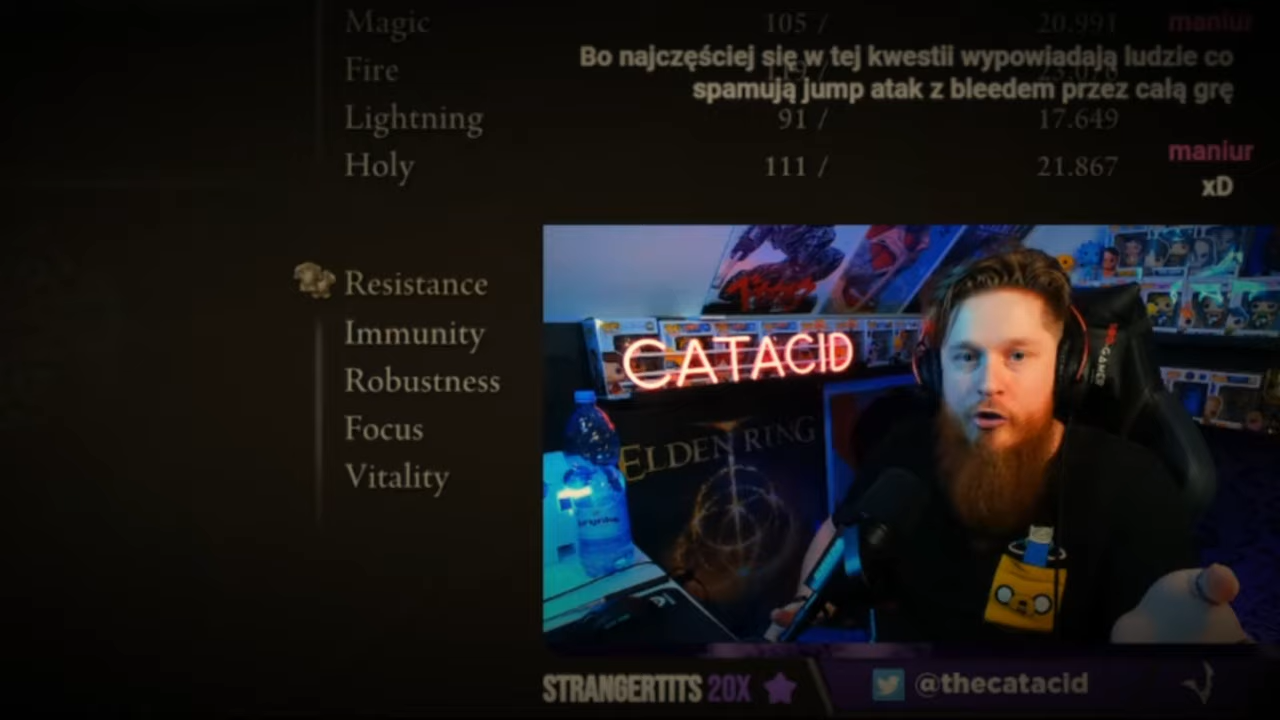 Magic 105 / 20.991 maniur
Bo najczęściej się w tej kwestii wypowiadają ludzie co
Fire
spamują jump atak z bleedem przez całą grę
Lightning 91 / 17.649
maniur
Holy 111 / 21.867
xD
Resistance
Immunity
Robustness
Focus
Vitality
CATACID
ELDEN RING
STRANGERTITS 20X
@thecatacid